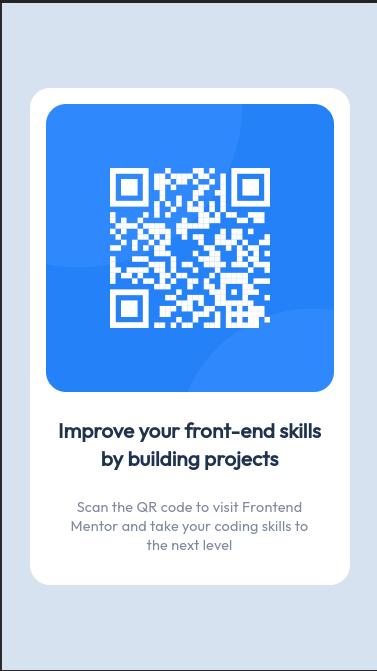 Improve your front-end skills
by building projects
Scan the QR code to visit Frontend
Mentor and take your coding skills to
the next level